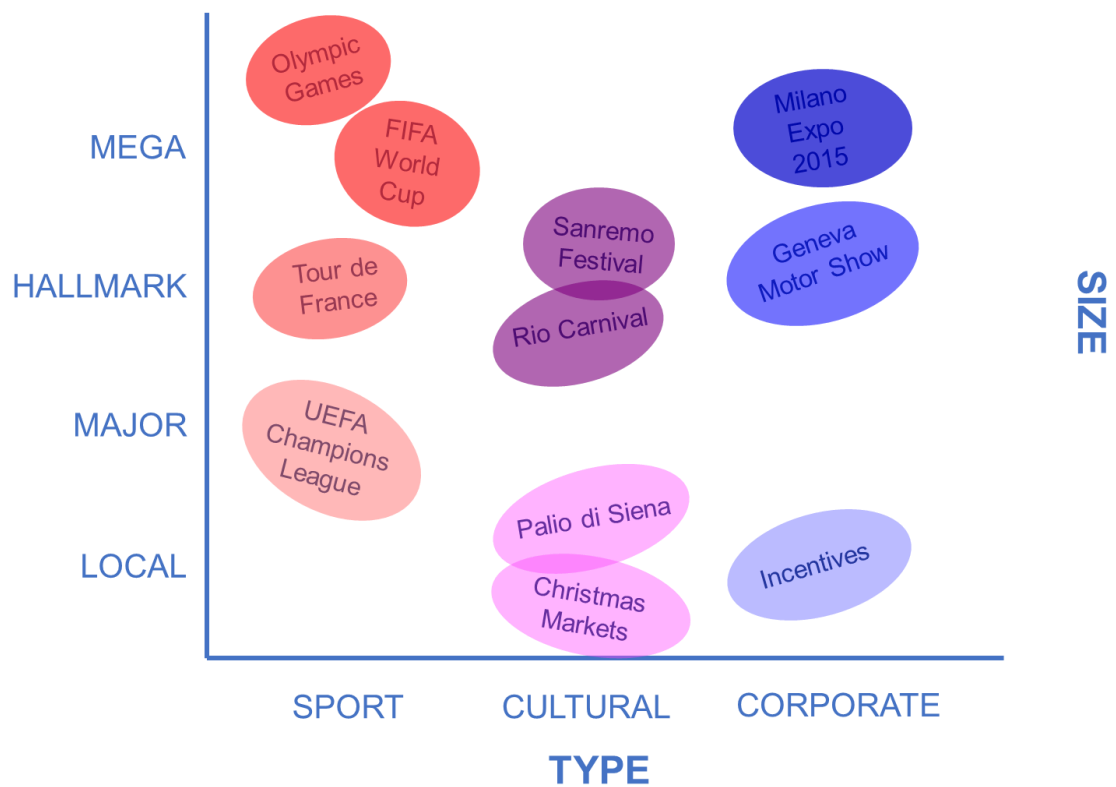 Olympic
Games
FIFA
World
Cup
Milano
Expo
2015
MEGA
Sanremo
Festival
Geneva
Motor Show
HALLMARK
Tour de
France
Rio Carnival
SIZE
MAJOR
UEFA
Champions
League
Palio di Siena
LOCAL
Christmas
Markets
Incentives
SPORT
CULTURAL
CORPORATE
TYPE